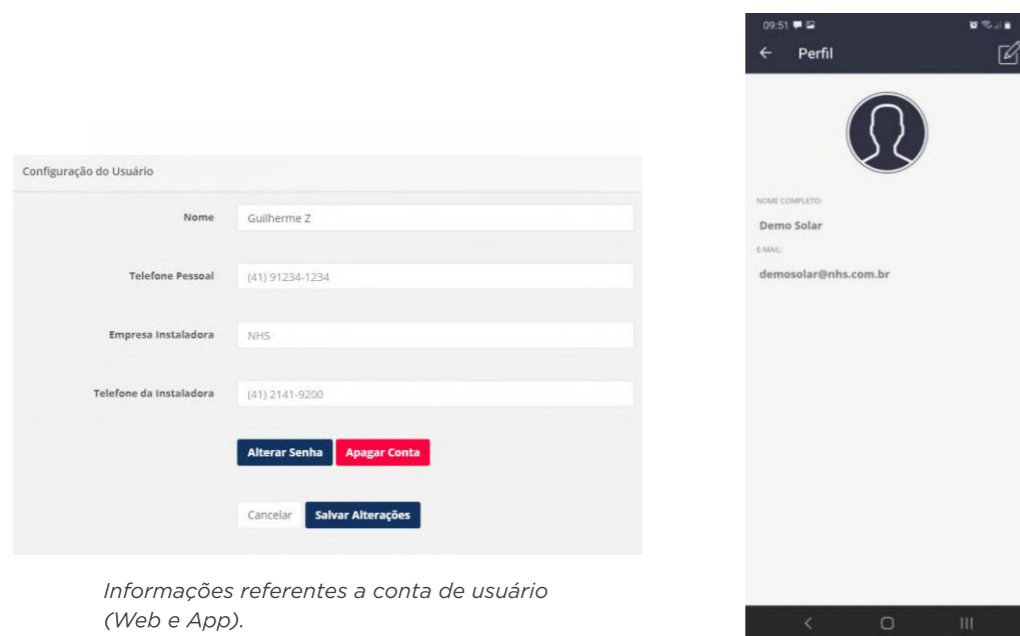 Configuração do Usuário
Nome
Guilherme Z
Telefone Pessoal
(41) 91234-1234
Empresa Instaladora
NHS
Telefone da Instaladora
(41) 2141-9200
Alterar Senha
Apagar Conta
Cancelar
Salvar Alterações
Informações referentes a conta de usuário
(Web e App).
09:51
Perfil
NOME COMPLETO:
Demo Solar
E-MAIL:
demosolar@nhs.com.br